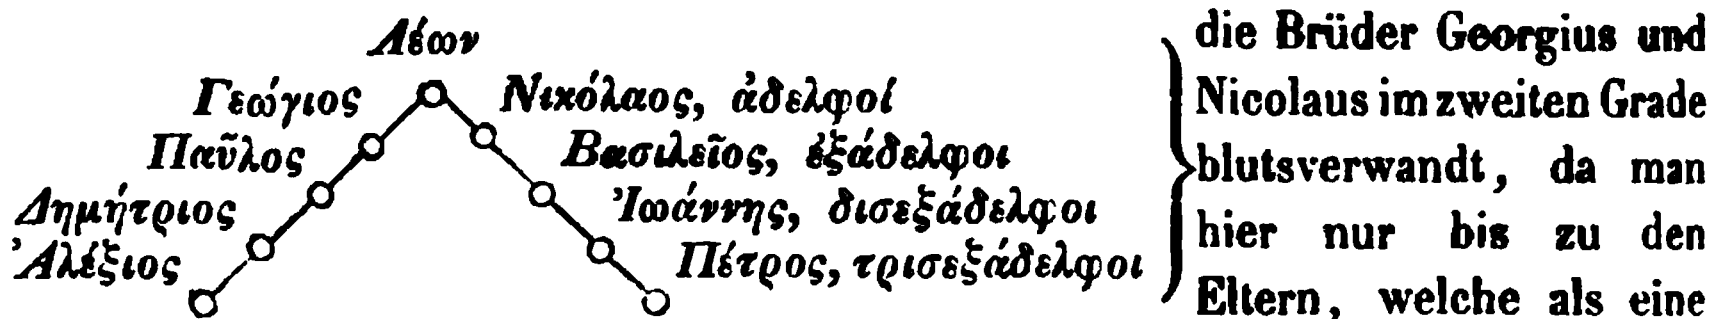 Λέων
Γεώγιος Νικόλαος, ἀδελφοί
Παῦλος Βασιλεῖος, ἐξάδελφοι
Δημήτριος Ἰωάννης, δισεξάδελφοι
Ἀλέξιος Πέτρος, τρισεξάδελφοι
die Brüder Georgius und
Nicolaus im zweiten Grade
blutsverwandt, da man
hier nur bis zu den
Eltern, welche als eine